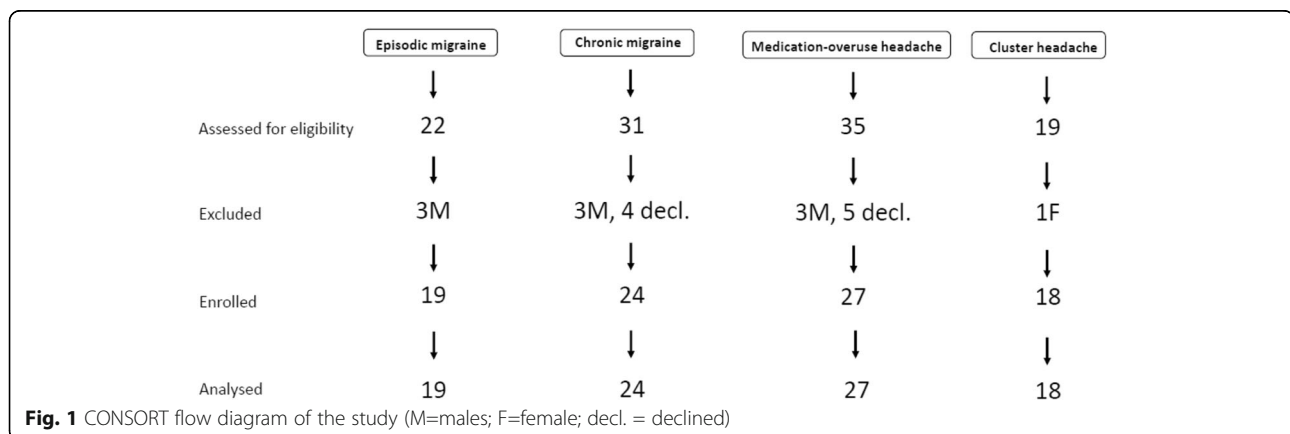 Episodic migraine Chronic migraine Medication-overuse headache Cluster headache
Assessed for eligibility 22 31 35 19
Excluded 3M 3M, 4 decl. 3M, 5 decl. 1F
Enrolled 19 24 27 18
Analysed 19 24 27 18
Fig. 1 CONSORT flow diagram of the study (M=males; F=female; decl. = declined)